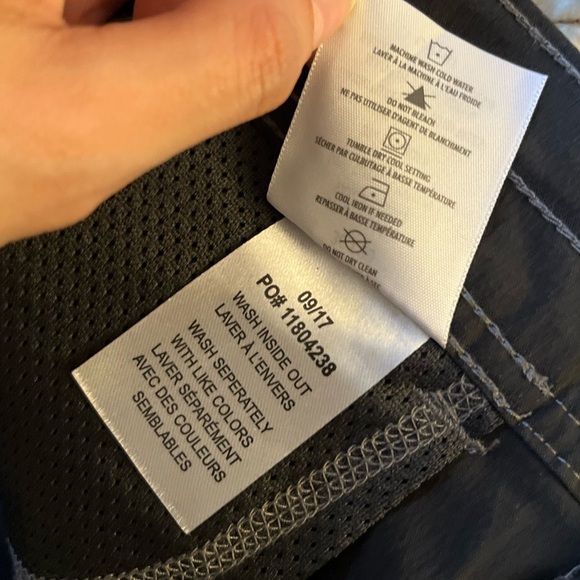 MACHINE WASH COLD WATER
LAVER À LA MACHINE À L'EAU FROIDE
DO NOT BLEACH
NE PAS UTILISER D'AGENT DE BLANCHIMENT
TUMBLE DRY COOL SETTING
SÉCHER PAR CULBUTAGE À BASSE TEMPÉRATURE
COOL IRON IF NEEDED
REPASSER À BASSE TEMPÉRATURE
DO NOT DRY CLEAN
09/17
PO# 11804238
WASH INSIDE OUT
LAVER À L'ENVERS
WASH SEPERATELY
WITH LIKE COLORS
LAVER SÉPARÉMENT
AVEC DES COULEURS
SEMBLABLES